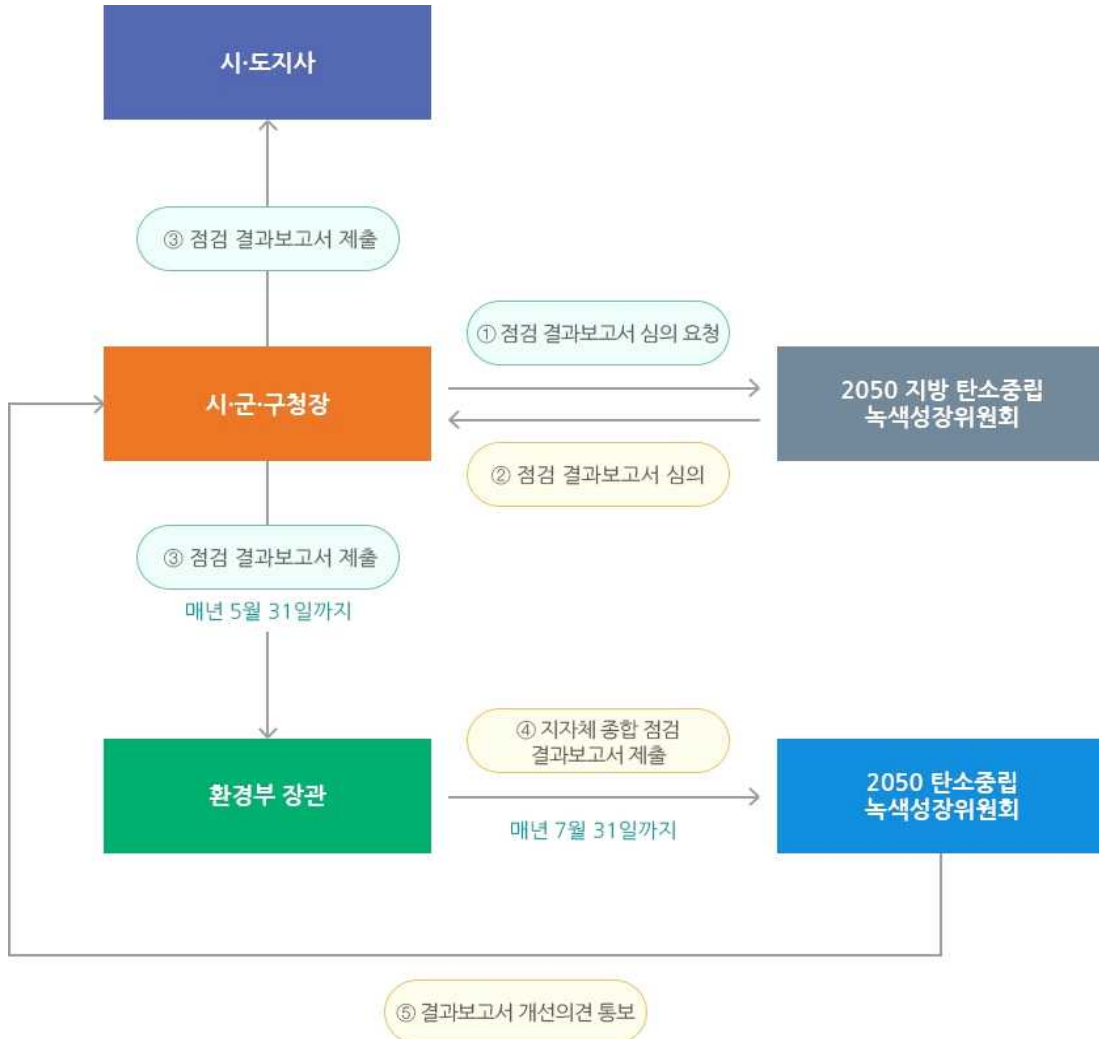 시·도지사
③ 점검 결과보고서 제출
① 점검 결과보고서 심의 요청
시·군·구청장
2050 지방 탄소중립
녹색성장위원회
② 점검 결과보고서 심의
③ 점검 결과보고서 제출
매년 5월 31일까지
④ 지자체 종합 점검
결과보고서 제출
환경부 장관
2050 탄소중립
녹색성장위원회
매년 7월 31일까지
⑤ 결과보고서 개선의견 통보